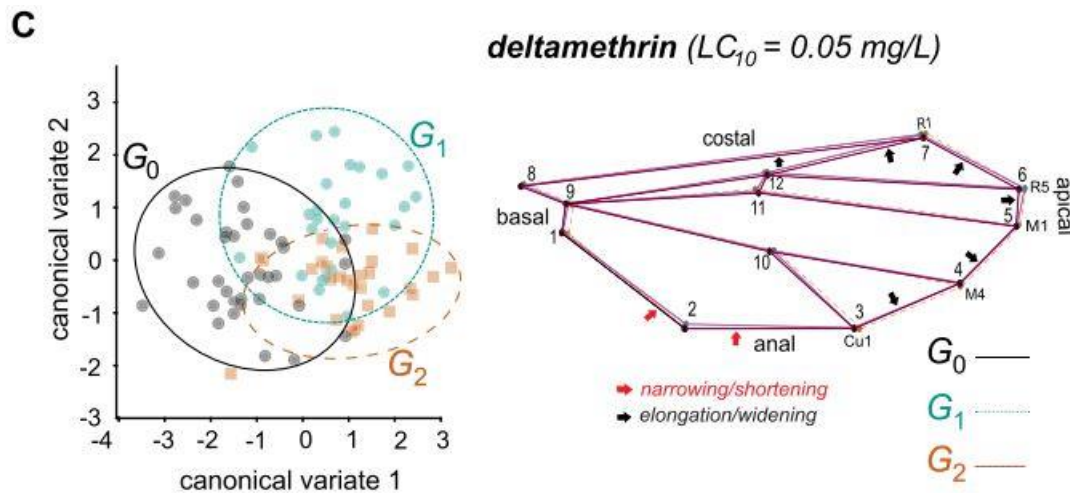 C
deltamethrin (LC10 = 0.05 mg/L)
canonical variate 2
3
2
1
0
-1
-2
-3
-4 -3 -2 -1 0 1 2 3
canonical variate 1
G0
G1
G2
costal
basal
apical
anal
R1
7
8
9
12
11
6
R5
5
M1
1
10
4
M4
2
3
Cu1
narrowing/shortening
elongation/widening
G0
G1
G2